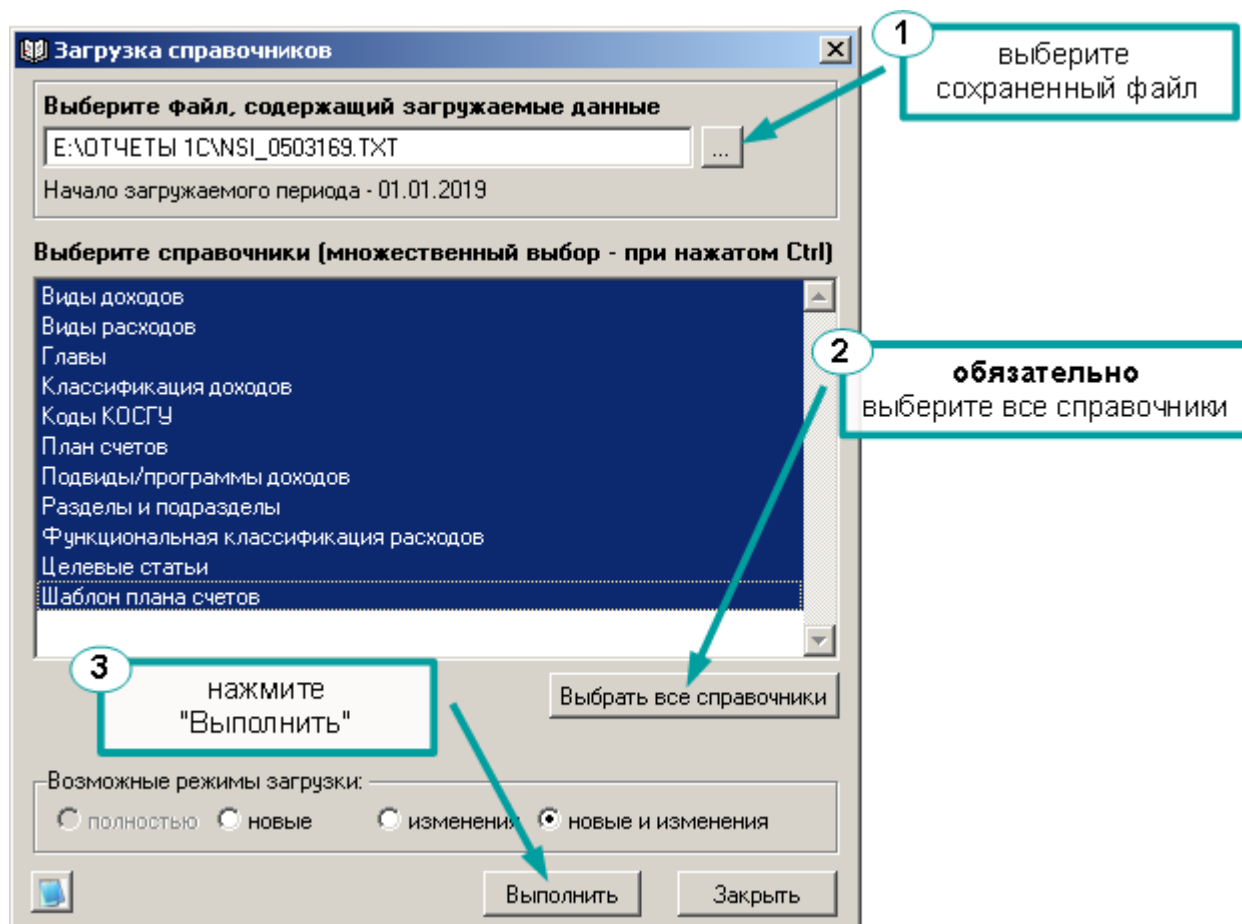 Загрузка справочников
1
выберите
сохраненный файл
Выберите файл, содержащий загружаемые данные
E:\ОТЧЕТЫ 1С\NSI_0503169.TXT
...
Начало загружаемого периода - 01.01.2019
Выберите справочники (множественный выбор - при нажатом Ctrl)
Виды доходов
Виды расходов
Главы
Классификация доходов
Коды КОСГУ
План счетов
Подвиды/программы доходов
Разделы и подразделы
Функциональная классификация расходов
Целевые статьи
Шаблон плана счетов
2
обязательно
выберите все справочники
3
нажмите
"Выполнить"
Выбрать все справочники
Возможные режимы загрузки:
полностью новые изменения новые и изменения
Выполнить Закрыть